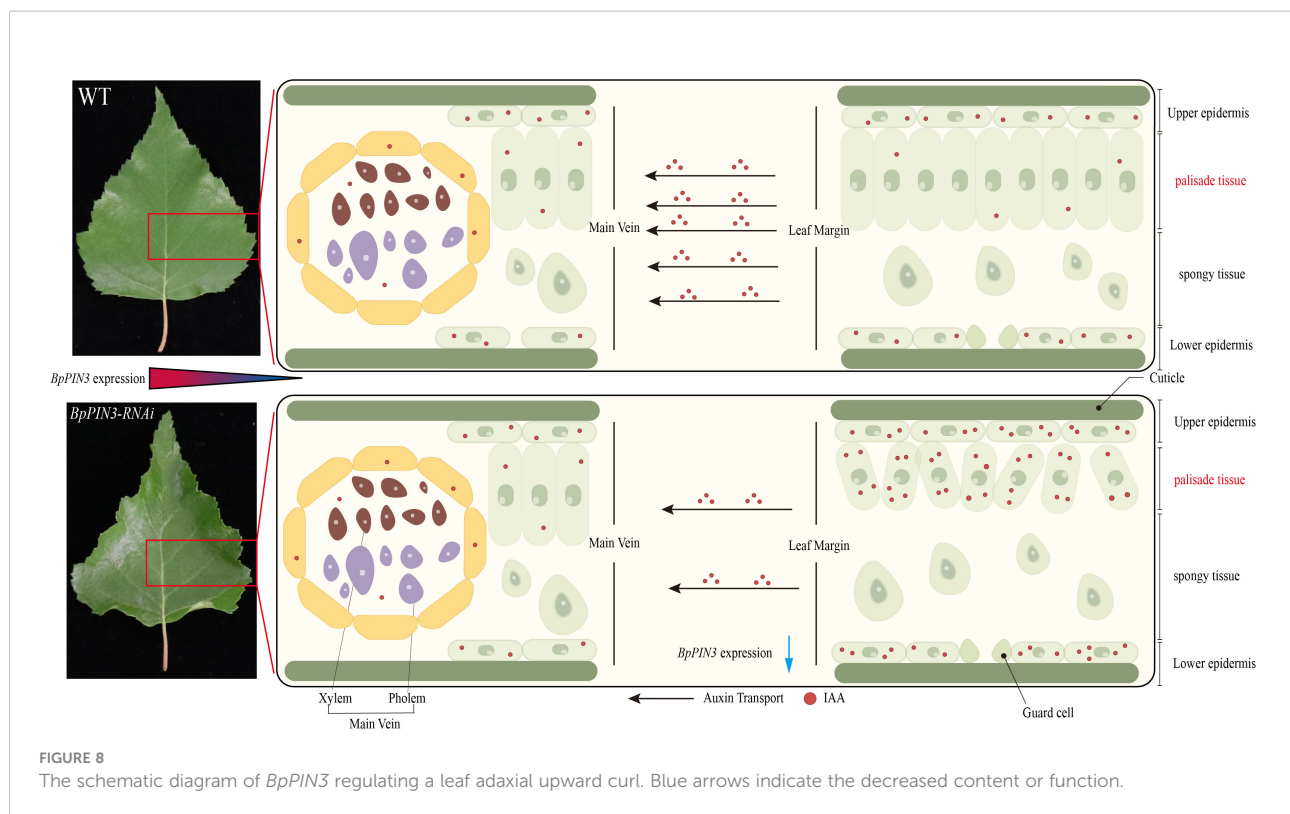 WT
Upper epidermis
palisade tissue
Main Vein
Leaf Margin
spongy tissue
Lower epidermis
BpPIN3 expression
Cuticle
BpPIN3-RNAi
Upper epidermis
palisade tissue
Main Vein
Leaf Margin
spongy tissue
BpPIN3 expression
Lower epidermis
Xylem
Pholem
Main Vein
Auxin Transport
IAA
Guard cell
FIGURE 8
The schematic diagram of BpPIN3 regulating a leaf adaxial upward curl. Blue arrows indicate the decreased content or function.